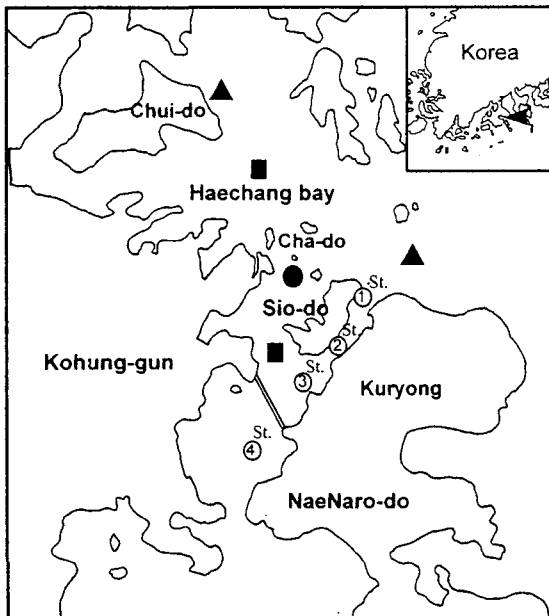 Korea
Chui-do
Haechang bay
Cha-do
St.
1
Sio-do
St.
2
Kohung-gun
St.
3
Kuryong
St.
4
NaeNaro-do